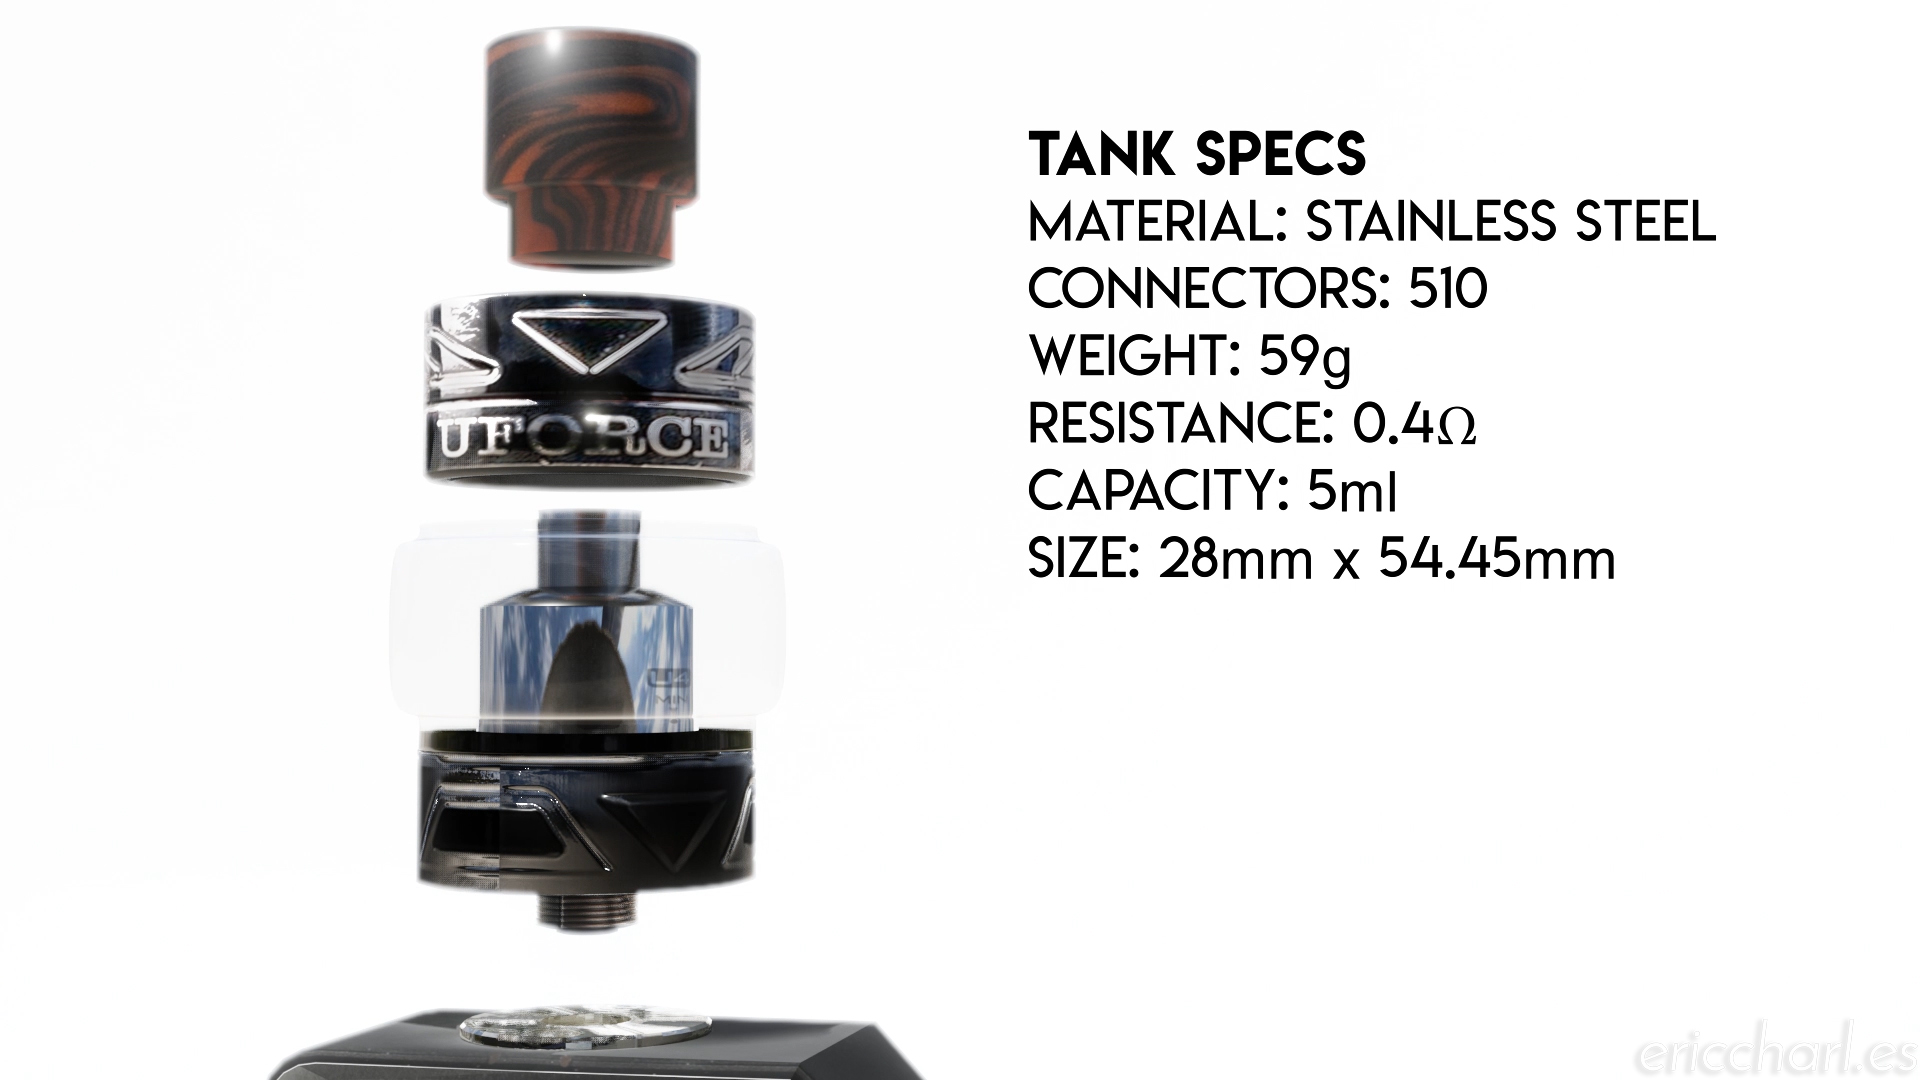 TANK SPECS
MATERIAL: STAINLESS STEEL
CONNECTORS: 510
WEIGHT: 59g
RESISTANCE: 0.4Ω
CAPACITY: 5ml
SIZE: 28mm x 54.45mm
UFORCE
ericcharl.es